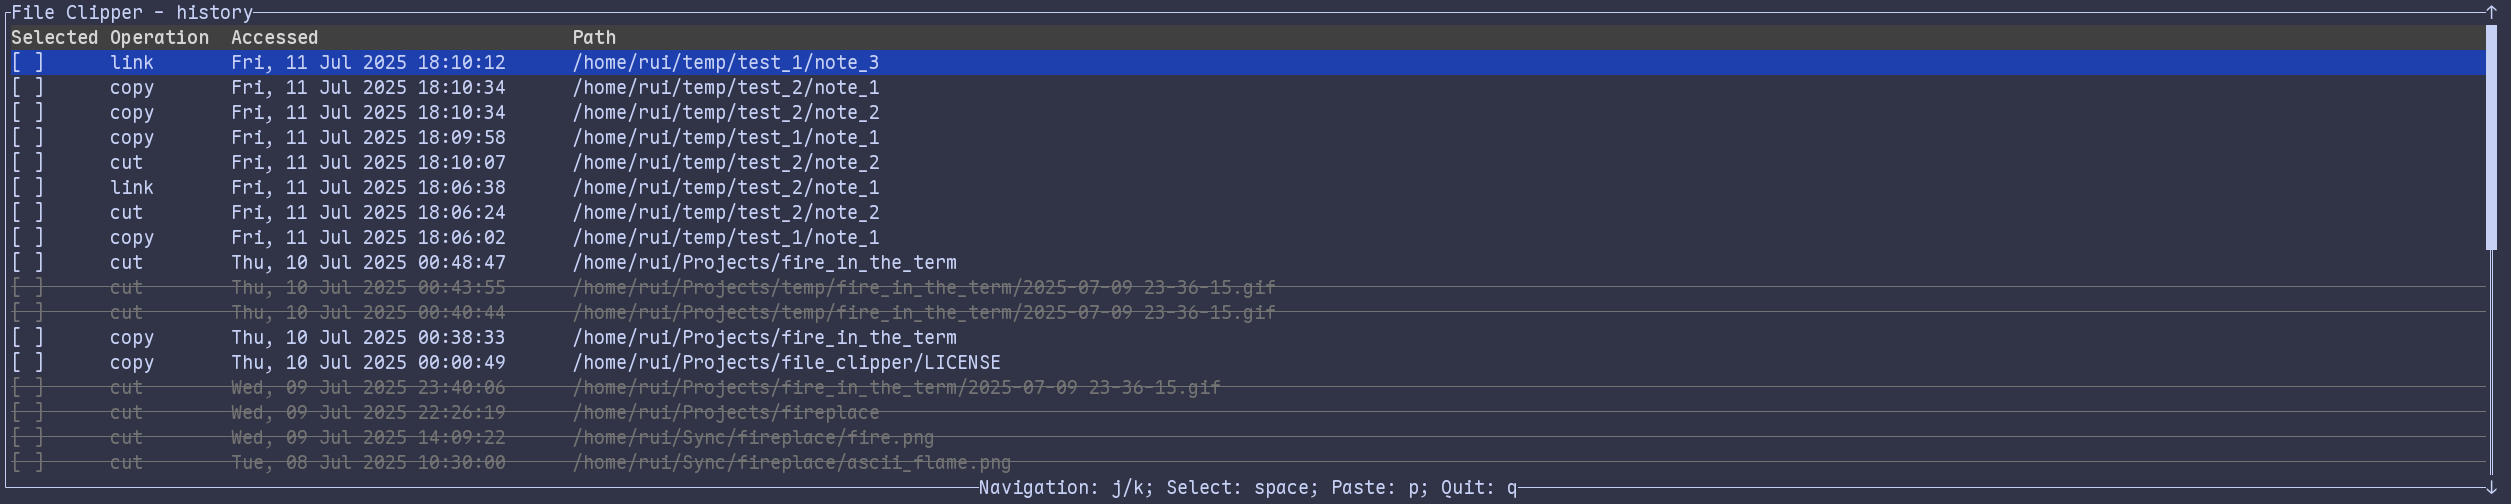 File Clipper - history ↑
Selected Operation Accessed Path
[ ] link Fri, 11 Jul 2025 18:10:12 /home/rui/temp/test_1/note_3
[ ] copy Fri, 11 Jul 2025 18:10:34 /home/rui/temp/test_2/note_1
[ ] copy Fri, 11 Jul 2025 18:10:34 /home/rui/temp/test_2/note_2
[ ] copy Fri, 11 Jul 2025 18:09:58 /home/rui/temp/test_1/note_1
[ ] cut Fri, 11 Jul 2025 18:10:07 /home/rui/temp/test_2/note_2
[ ] link Fri, 11 Jul 2025 18:06:38 /home/rui/temp/test_2/note_1
[ ] cut Fri, 11 Jul 2025 18:06:24 /home/rui/temp/test_2/note_2
[ ] copy Fri, 11 Jul 2025 18:06:02 /home/rui/temp/test_1/note_1
[ ] cut Thu, 10 Jul 2025 00:48:47 /home/rui/Projects/fire_in_the_term
[ ] cut Thu, 10 Jul 2025 00:43:55 /home/rui/Projects/temp/fire_in_the_term/2025-07-09 23-36-15.gif
[ ] cut Thu, 10 Jul 2025 00:40:44 /home/rui/Projects/temp/fire_in_the_term/2025-07-09 23-36-15.gif
[ ] copy Thu, 10 Jul 2025 00:38:33 /home/rui/Projects/fire_in_the_term
[ ] copy Thu, 10 Jul 2025 00:00:49 /home/rui/Projects/file_clipper/LICENSE
[ ] cut Wed, 09 Jul 2025 23:40:06 /home/rui/Projects/fire_in_the_term/2025-07-09 23-36-15.gif
[ ] cut Wed, 09 Jul 2025 22:26:19 /home/rui/Projects/fireplace
[ ] cut Wed, 09 Jul 2025 14:09:22 /home/rui/Sync/fireplace/fire.png
[ ] cut Tue, 08 Jul 2025 10:30:00 /home/rui/Sync/fireplace/ascii_flame.png
Navigation: j/k; Select: space; Paste: p; Quit: q ↓